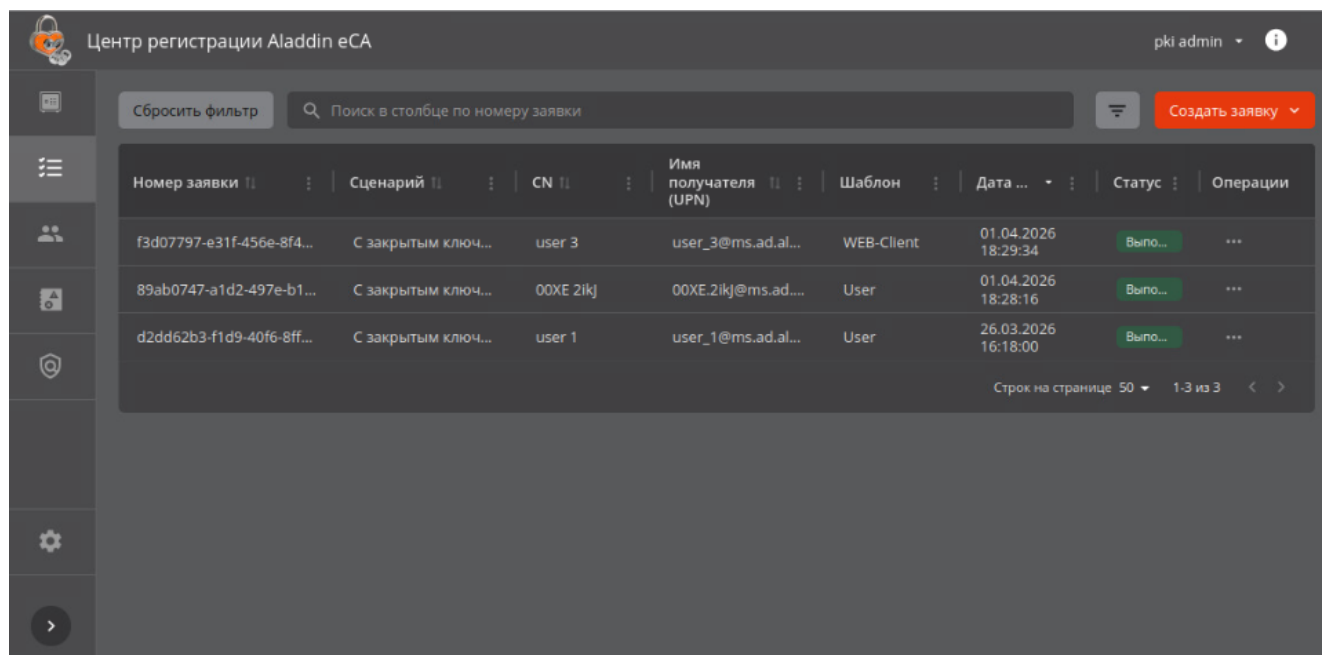 Центр регистрации Aladdin eCA
pki admin
Сбросить фильтр
Поиск в столбце по номеру заявки
Создать заявку
Номер заявки Сценарий CN Имя получателя (UPN) Шаблон Дата ... Статус Операции
f3d07797-e31f-456e-8f4... С закрытым ключ... user 3 user_3@ms.ad.al... WEB-Client 01.04.2026 18:29:34 Выпо... ...
89ab0747-a1d2-497e-b1... С закрытым ключ... 00XE 2ikJ 00XE.2ikJ@ms.ad.... User 01.04.2026 18:28:16 Выпо... ...
d2dd62b3-f1d9-40f6-8ff... С закрытым ключ... user 1 user_1@ms.ad.al... User 26.03.2026 16:18:00 Выпо... ...
Строк на странице 50 1-3 из 3